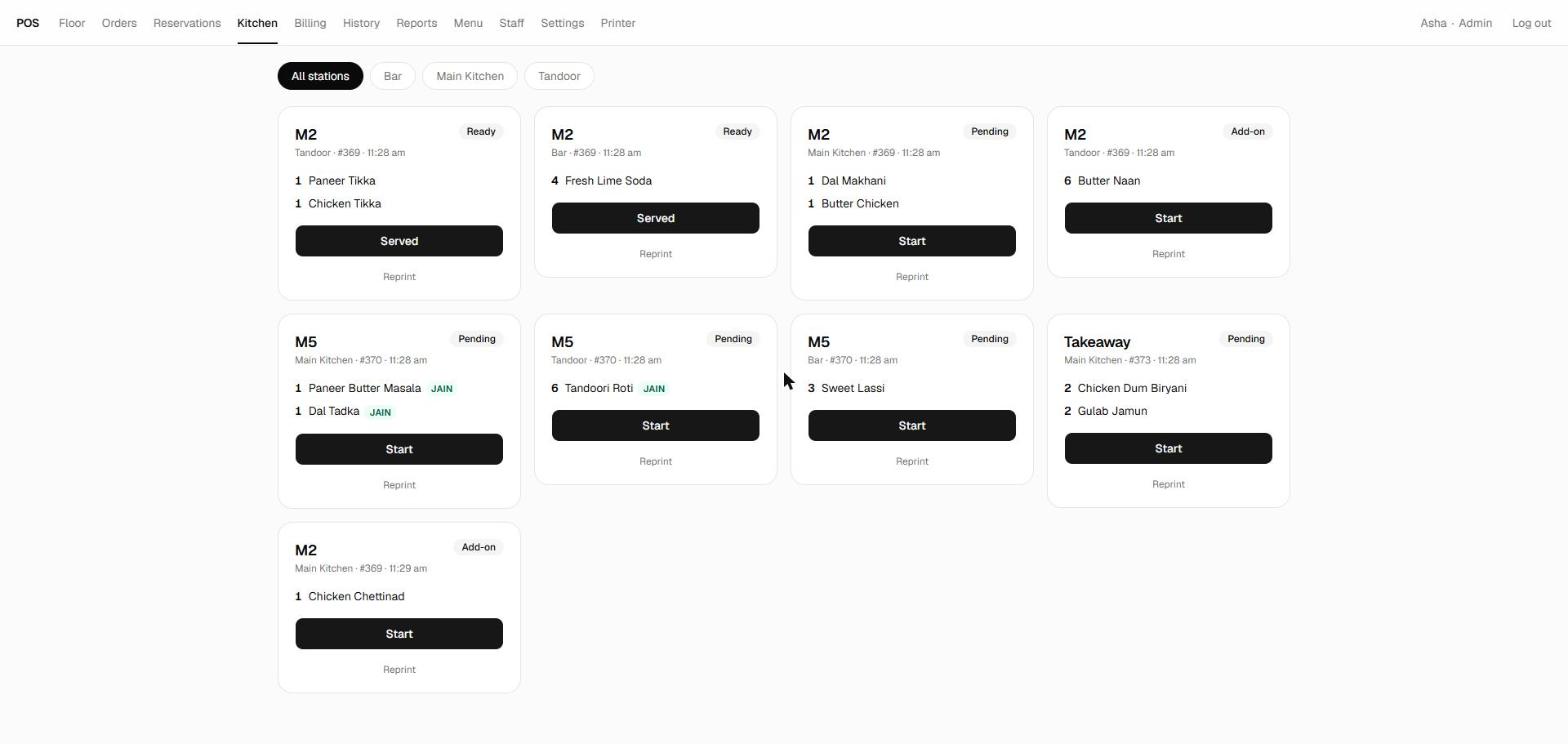 POS Floor Orders Reservations Kitchen Billing History Reports Menu Staff Settings Printer Asha · Admin Log out
All stations Bar Main Kitchen Tandoor
M2 Ready
Tandoor · #369 · 11:28 am
1 Paneer Tikka
1 Chicken Tikka
Served
Reprint
M2 Ready
Bar · #369 · 11:28 am
4 Fresh Lime Soda
Served
Reprint
M2 Pending
Main Kitchen · #369 · 11:28 am
1 Dal Makhani
1 Butter Chicken
Start
Reprint
M2 Add-on
Tandoor · #369 · 11:28 am
6 Butter Naan
Start
Reprint
M5 Pending
Main Kitchen · #370 · 11:28 am
1 Paneer Butter Masala JAIN
1 Dal Tadka JAIN
Start
Reprint
M5 Pending
Tandoor · #370 · 11:28 am
6 Tandoori Roti JAIN
Start
Reprint
M5 Pending
Bar · #370 · 11:28 am
3 Sweet Lassi
Start
Reprint
Takeaway Pending
Main Kitchen · #373 · 11:28 am
2 Chicken Dum Biryani
2 Gulab Jamun
Start
Reprint
M2 Add-on
Main Kitchen · #369 · 11:29 am
1 Chicken Chettinad
Start
Reprint